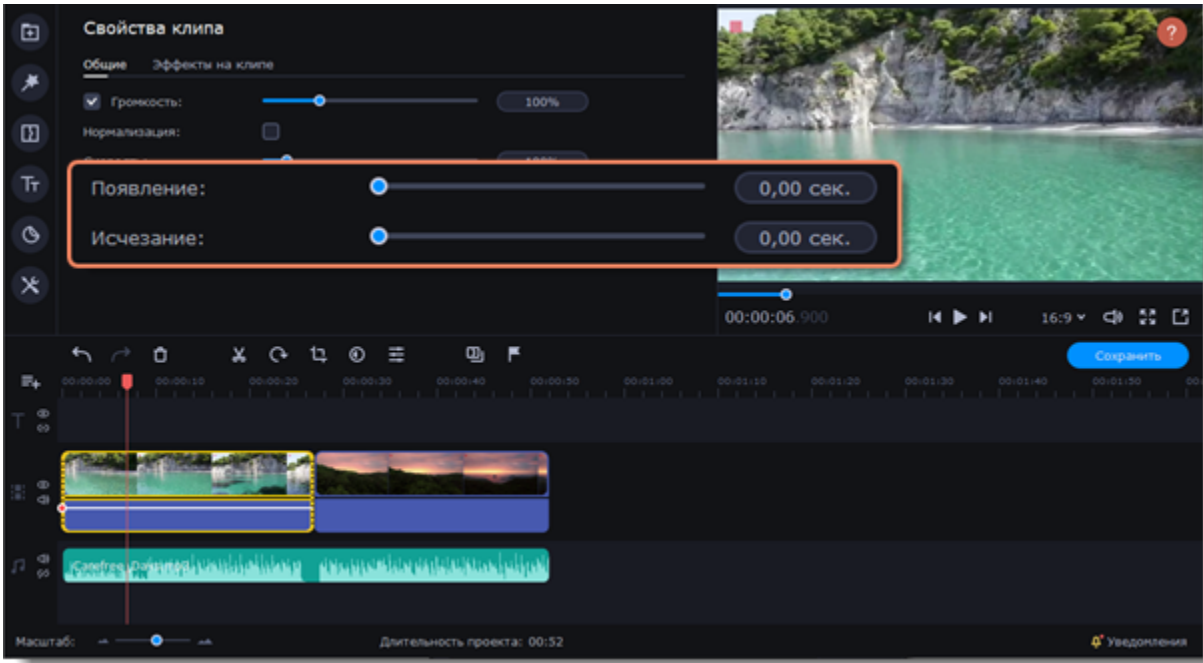 Свойства клипа
Общие Эффекты на клипе
Громкость: 100%
Нормализация:
Появление: 0,00 сек.
Исчезание: 0,00 сек.
?
00:00:06.900
16:9
Сохранить
00:00:00 00:00:10 00:00:20 00:00:30 00:00:40 00:00:50 00:01:00 00:01:10 00:01:20 00:01:30 00:01:40 00:01:50
Масштаб: Длительность проекта: 00:52 Уведомления